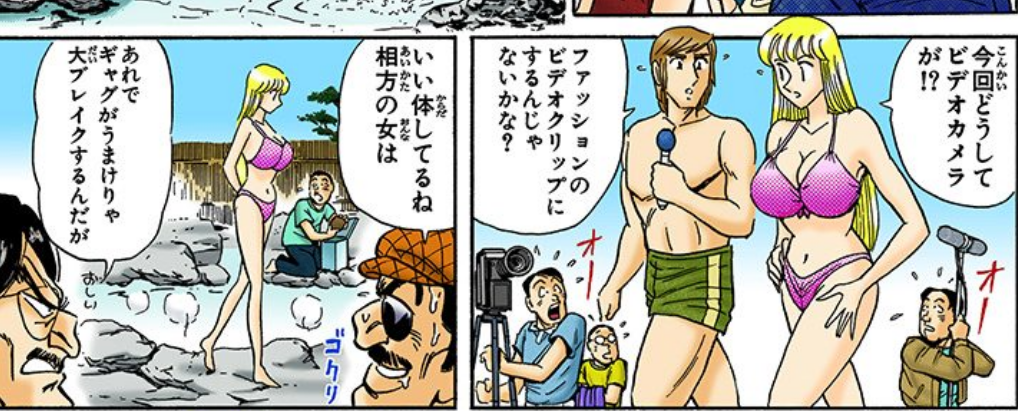 今回どうして
ビデオカメラ
が!?
ファッションの
ビデオクリップに
するんじゃ
ないかな?
オー
オー
いい体してるね
相方の女は
あれで
ギャグがうまけりゃ
大ブレイクするんだが
おしい
ゴクリ